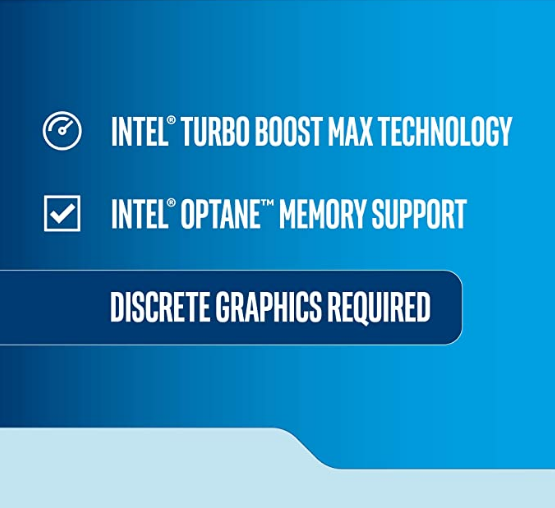 INTEL® TURBO BOOST MAX TECHNOLOGY
INTEL® OPTANE™ MEMORY SUPPORT
DISCRETE GRAPHICS REQUIRED